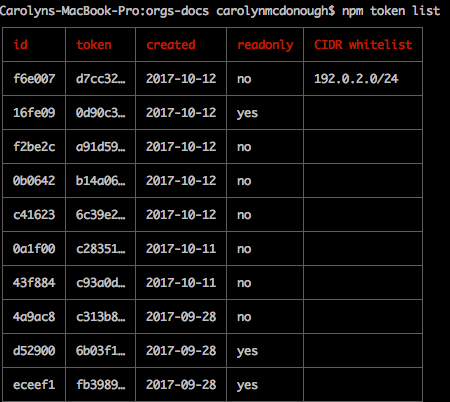 Carolyns-MacBook-Pro:orgs-docs carolynmcdonough$ npm token list
id token created readonly CIDR whitelist
f6e007 d7cc32… 2017-10-12 no 192.0.2.0/24
16fe09 0d90c3… 2017-10-12 yes
f2be2c a91d59… 2017-10-12 no
0b0642 b14a06… 2017-10-12 no
c41623 6c39e2… 2017-10-12 no
0a1f00 c28351… 2017-10-11 no
43f884 c93a0d… 2017-10-11 no
4a9ac8 c313b8… 2017-09-28 no
d52900 6b03f1… 2017-09-28 yes
eceef1 fb3989… 2017-09-28 yes